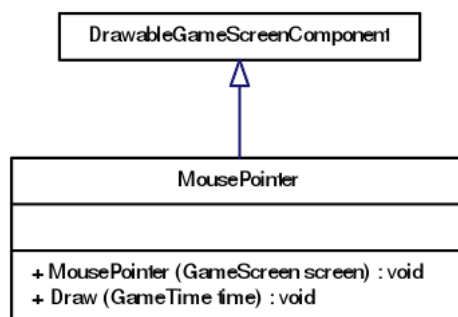 DrawableGameScreenComponent
MousePointer
+ MousePointer (GameScreen screen) : void
+ Draw (GameTime time) : void